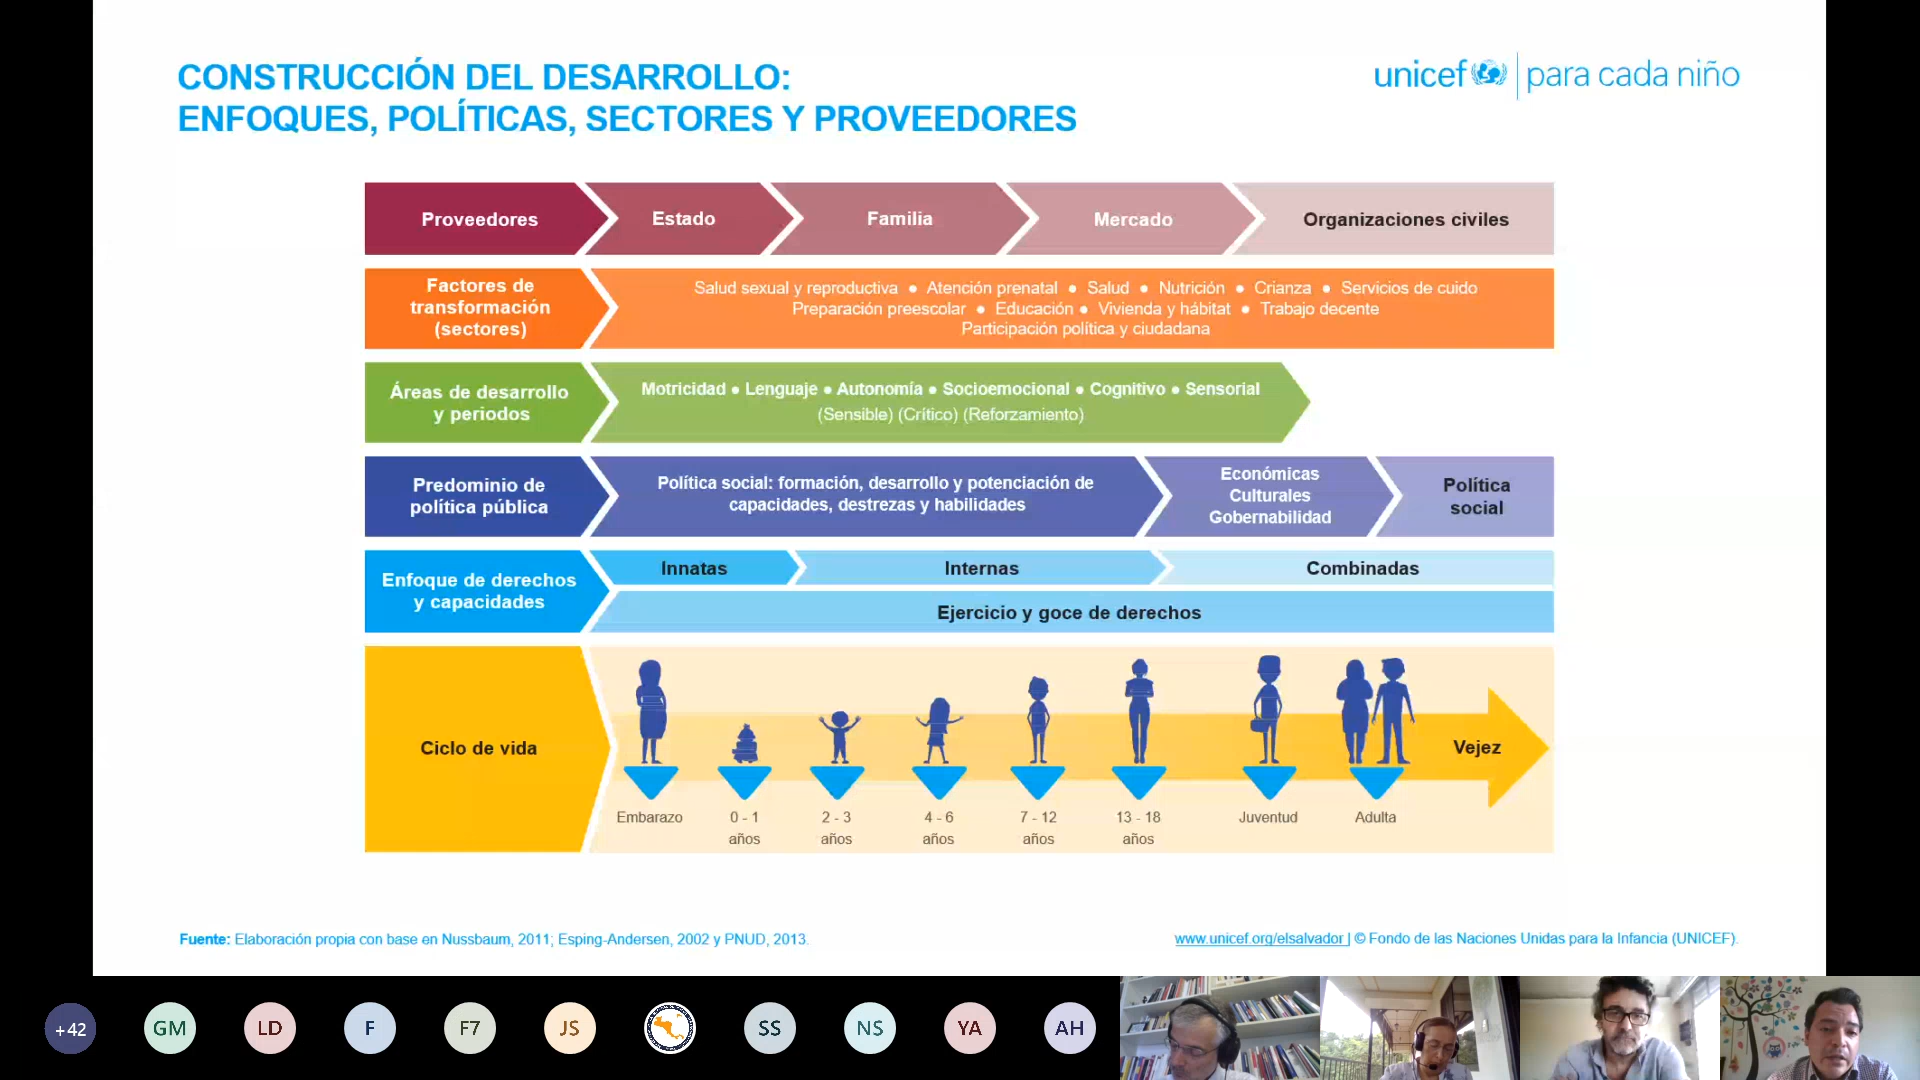 CONSTRUCCIÓN DEL DESARROLLO:
ENFOQUES, POLÍTICAS, SECTORES Y PROVEEDORES
unicef para cada niño
Proveedores
Estado
Familia
Mercado
Organizaciones civiles
Factores de
transformación
(sectores)
Salud sexual y reproductiva ● Atención prenatal ● Salud ● Nutrición ● Crianza ● Servicios de cuido
Preparación preescolar ● Educación ● Vivienda y hábitat ● Trabajo decente
Participación política y ciudadana
Áreas de desarrollo
y periodos
Motricidad ● Lenguaje ● Autonomía ● Socioemocional ● Cognitivo ● Sensorial
(Sensible) (Crítico) (Reforzamiento)
Predominio de
política pública
Política social: formación, desarrollo y potenciación de
capacidades, destrezas y habilidades
Económicas
Culturales
Gobernabilidad
Política
social
Enfoque de derechos
y capacidades
Innatas
Internas
Combinadas
Ejercicio y goce de derechos
Ciclo de vida
Vejez
Embarazo
0 - 1
años
2 - 3
años
4 - 6
años
7 - 12
años
13 - 18
años
Juventud
Adulta
Fuente: Elaboración propia con base en Nussbaum, 2011; Esping-Andersen, 2002 y PNUD, 2013.
www.unicef.org/elsalvador | © Fondo de las Naciones Unidas para la Infancia (UNICEF).
+42
GM
LD
F
F7
JS
SS
NS
YA
AH